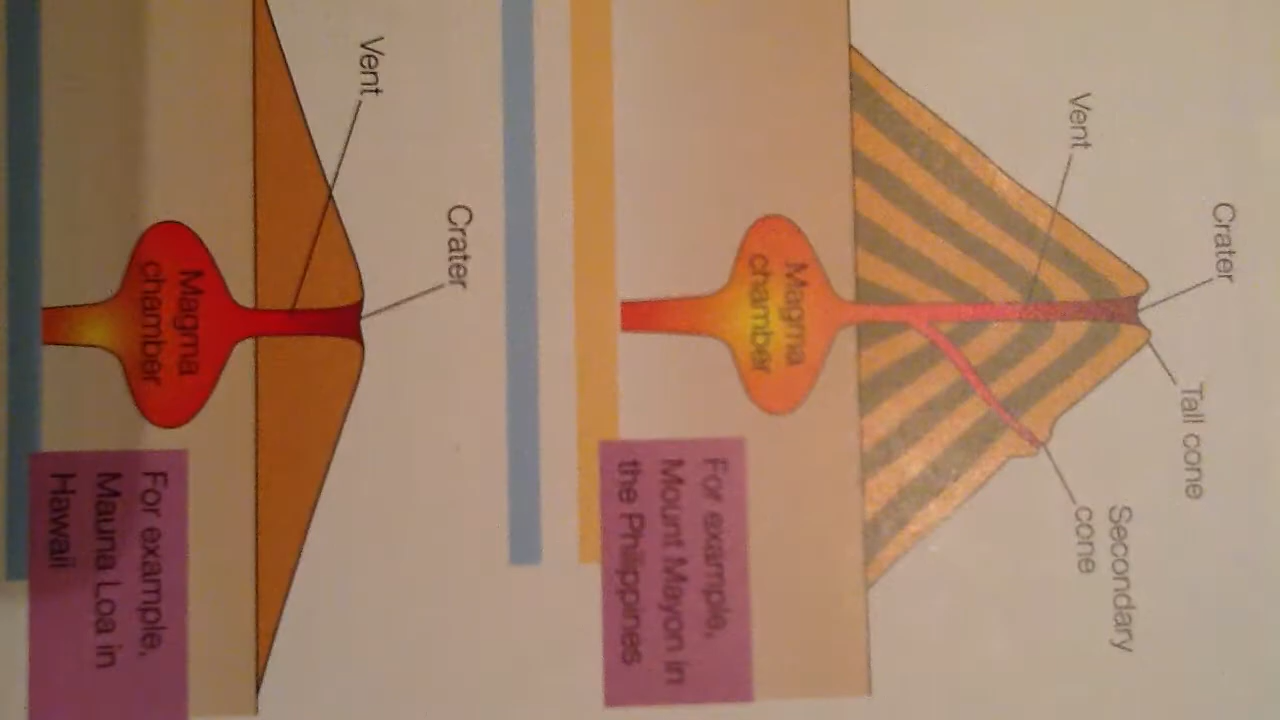 Crater
Tall cone
Vent
Secondary
cone
Magma
chamber
For example,
Mount Mayon in
the Philippines
Crater
Vent
Magma
chamber
For example,
Mauna Loa in
Hawaii